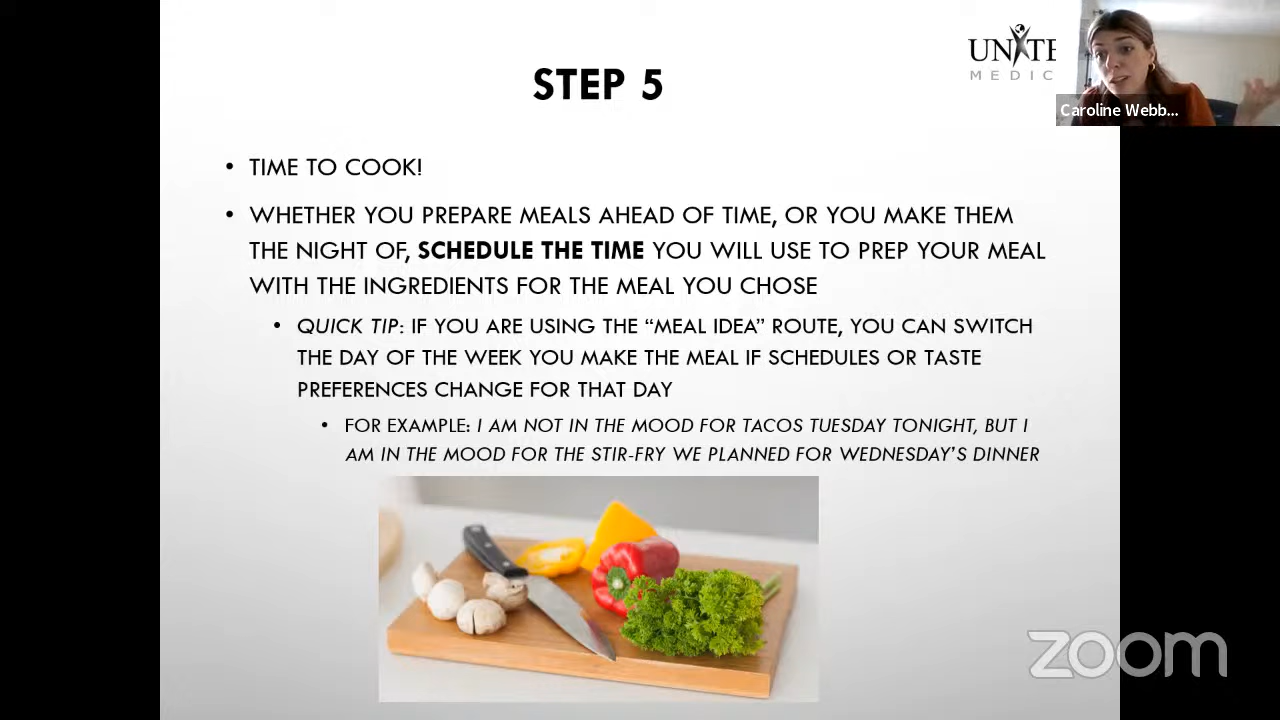 UNITE
MEDIC
STEP 5
Caroline Webb...
• TIME TO COOK!
• WHETHER YOU PREPARE MEALS AHEAD OF TIME, OR YOU MAKE THEM
THE NIGHT OF, SCHEDULE THE TIME YOU WILL USE TO PREP YOUR MEAL
WITH THE INGREDIENTS FOR THE MEAL YOU CHOSE
• QUICK TIP: IF YOU ARE USING THE “MEAL IDEA” ROUTE, YOU CAN SWITCH
THE DAY OF THE WEEK YOU MAKE THE MEAL IF SCHEDULES OR TASTE
PREFERENCES CHANGE FOR THAT DAY
• FOR EXAMPLE: I AM NOT IN THE MOOD FOR TACOS TUESDAY TONIGHT, BUT I
AM IN THE MOOD FOR THE STIR-FRY WE PLANNED FOR WEDNESDAY’S DINNER
zoom